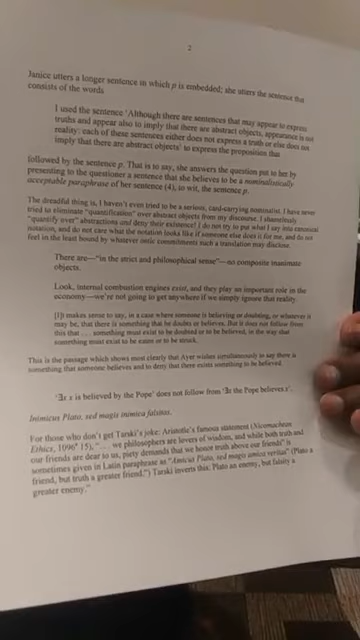 2
Janice utters a longer sentence in which p is embedded; she utters the sentence that
consists of the words
I used the sentence 'Although there are sentences that may appear to express
truths and appear also to imply that there are abstract objects, appearance is not
reality: each of these sentences either does not express a truth or else does not
imply that there are abstract objects' to express the proposition that
followed by the sentence p. That is to say, she answers the question put to her by
presenting to the questioner a sentence that she believes to be a nominalistically
acceptable paraphrase of her sentence (4), to wit, the sentence p.
The dreadful thing is, I haven't even tried to be a serious, card-carrying nominalist. I have never
tried to eliminate "quantification" over abstract objects from my discourse. I shamelessly
"quantify over" abstractions and deny their existence! I do not try to put what I say into canonical
notation, and do not care what the notation looks like if someone else does it for me, and do not
feel in the least bound by whatever ontic commitments such a translation may disclose.
There are—"in the strict and philosophical sense"—no composite inanimate
objects.
Look, internal combustion engines exist, and they play an important role in the
economy—we're not going to get anywhere if we simply ignore that reality.
[I]t makes sense to say, in a case where someone is believing or doubting, or whatever it
may be, that there is something that he doubts or believes. But it does not follow from
this that . . . something must exist to be doubted or to be believed, in the way that
something must exist to be eaten or to be struck.
This is the passage which shows most clearly that Ayer wishes simultaneously to say there is
something that someone believes and to deny that there exists something to be believed.
'∃x x is believed by the Pope' does not follow from '∃x the Pope believes x'.
Inimicus Plato, sed magis inimica falsitas.
For those who don't get Tarski's joke: Aristotle's famous statement (Nicomachean
Ethics, 1096ª 15), ". . . we philosophers are lovers of wisdom, and while both truth and
our friends are dear to us, piety demands that we honor truth above our friends" is
sometimes given in Latin paraphrase as "Amicus Plato, sed magis amica veritas" (Plato a
friend, but truth a greater friend.") Tarski inverts this: Plato an enemy, but falsity a
greater enemy."